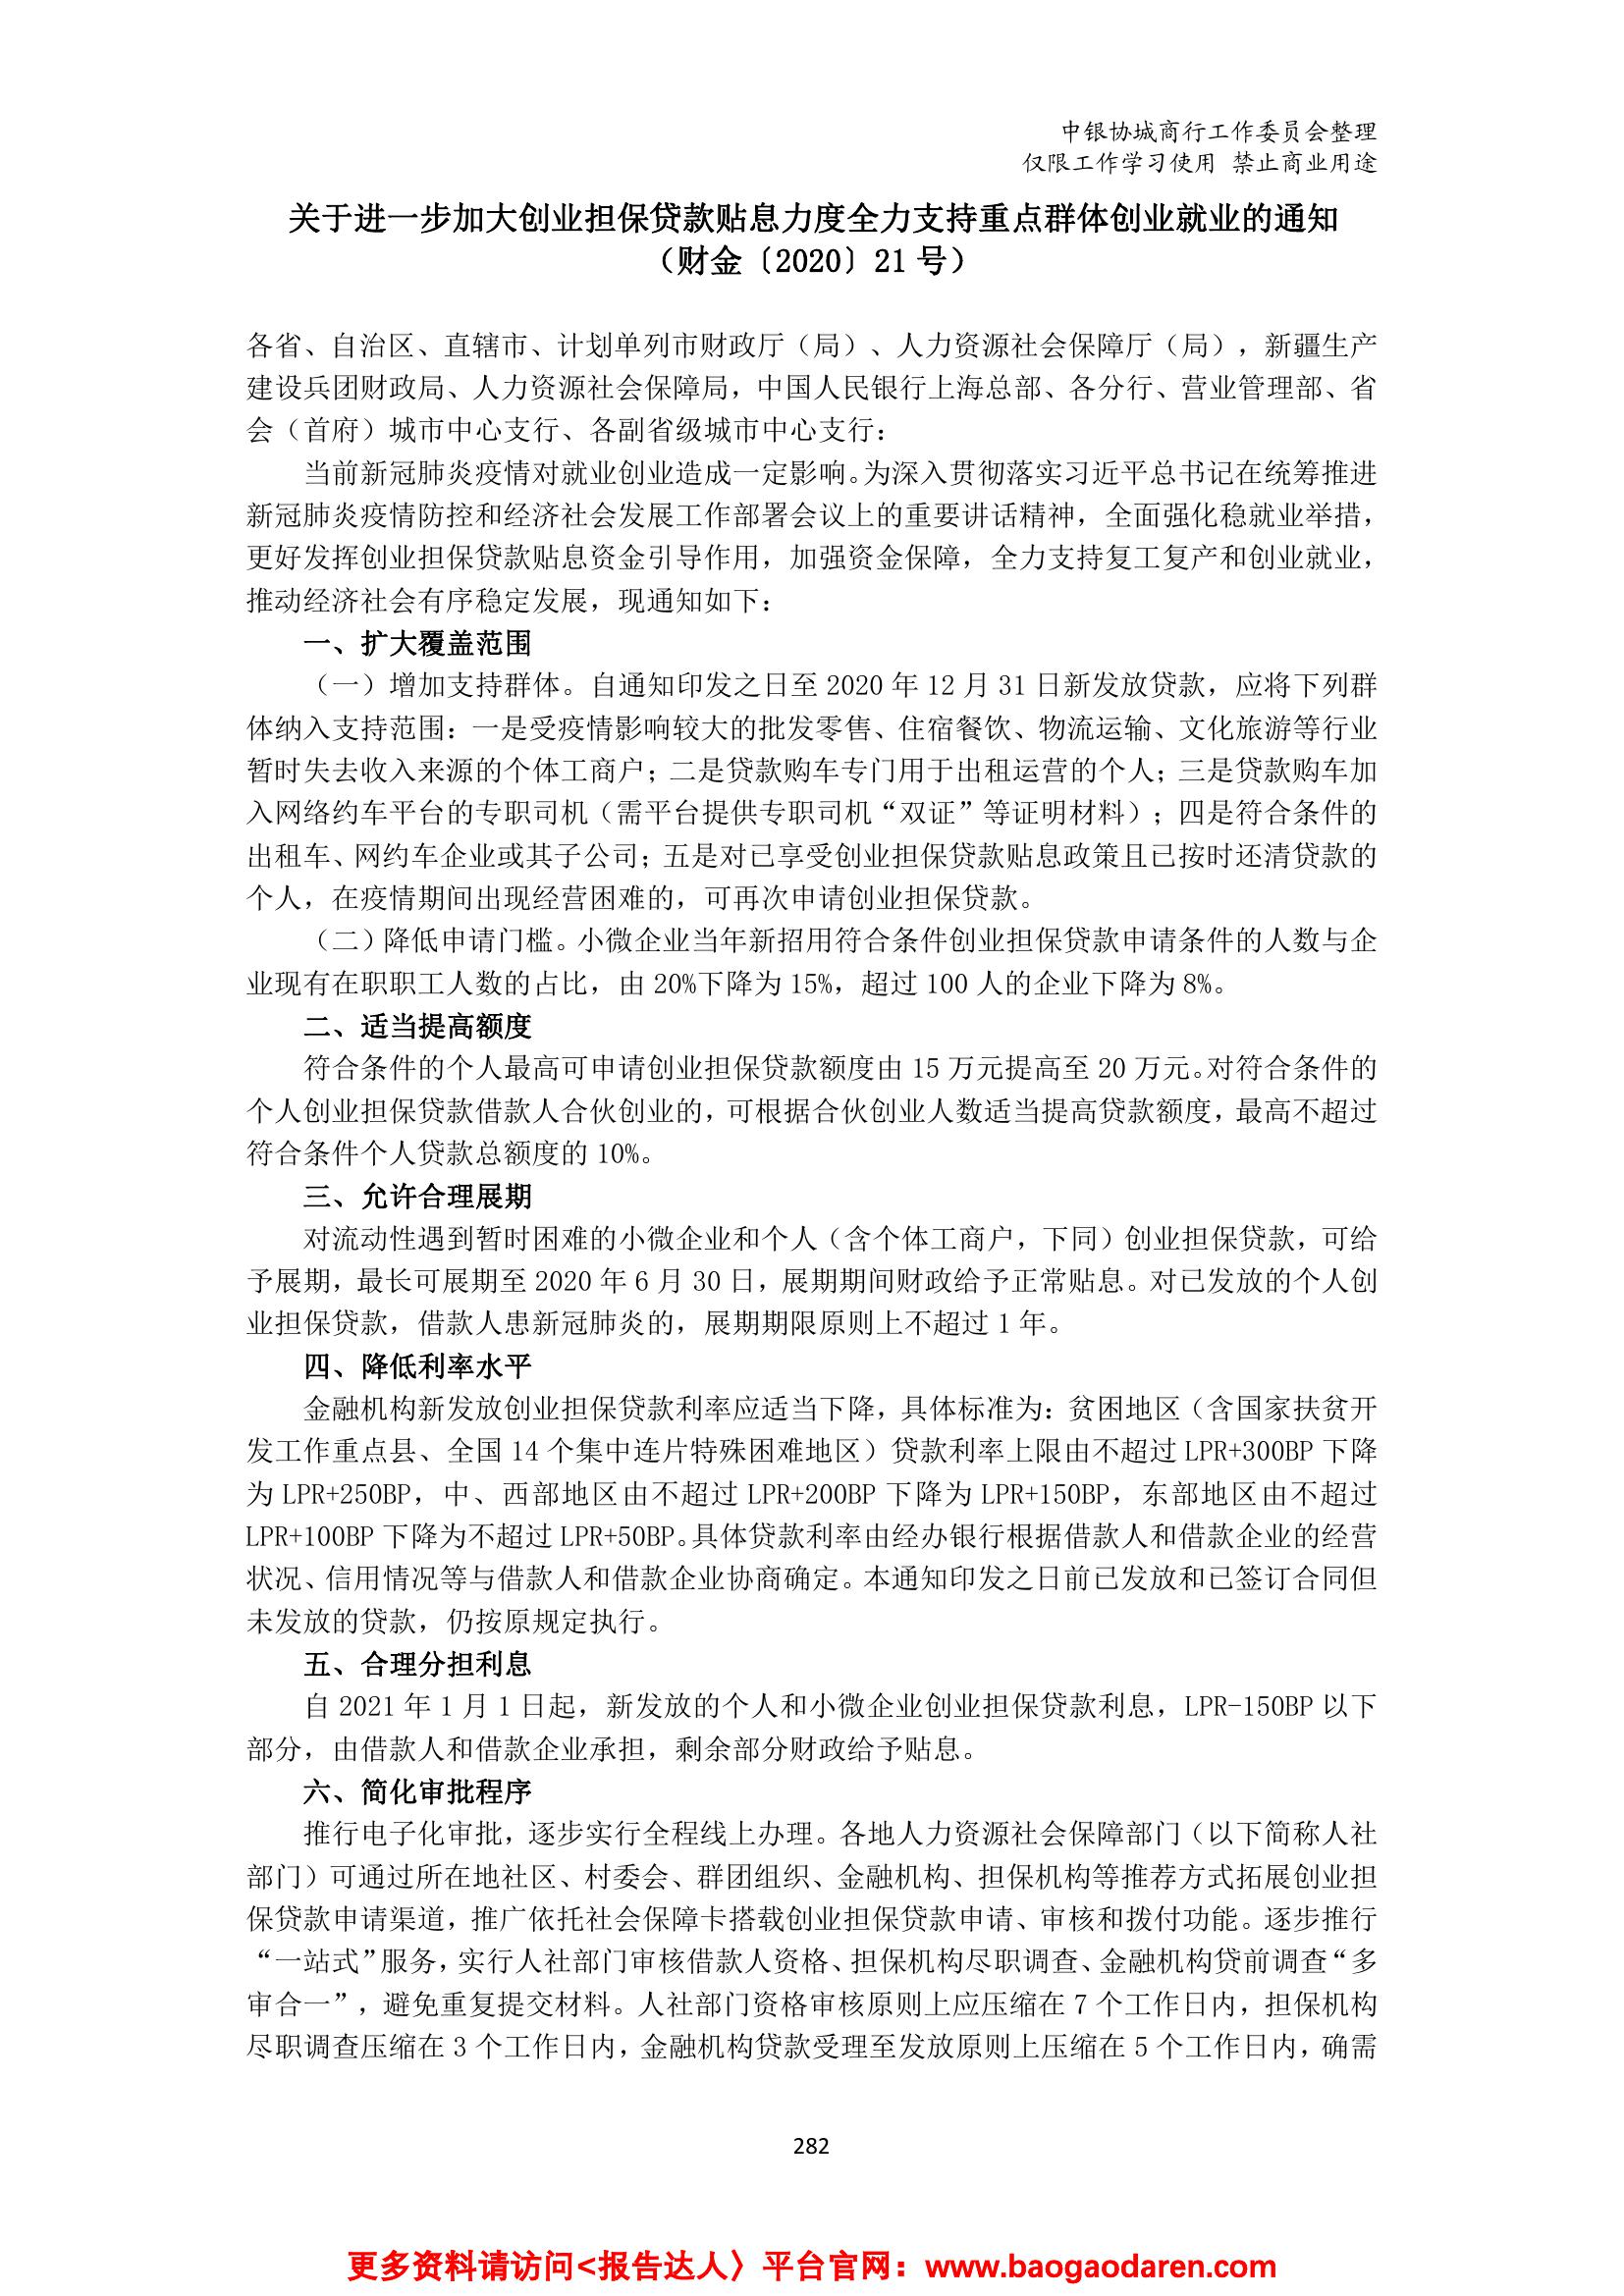 中银协城商行工作委员会整理
仅限工作学习使用 禁止商业用途
关于进一步加大创业担保贷款贴息力度全力支持重点群体创业就业的通知
（财金〔2020〕21 号）
各省、自治区、直辖市、计划单列市财政厅（局）、人力资源社会保障厅（局），新疆生产
建设兵团财政局、人力资源社会保障局，中国人民银行上海总部、各分行、营业管理部、省
会（首府）城市中心支行、各副省级城市中心支行：
当前新冠肺炎疫情对就业创业造成一定影响。为深入贯彻落实习近平总书记在统筹推进
新冠肺炎疫情防控和经济社会发展工作部署会议上的重要讲话精神，全面强化稳就业举措，
更好发挥创业担保贷款贴息资金引导作用，加强资金保障，全力支持复工复产和创业就业，
推动经济社会有序稳定发展，现通知如下：
一、扩大覆盖范围
（一）增加支持群体。自通知印发之日至 2020 年 12 月 31 日新发放贷款，应将下列群
体纳入支持范围：一是受疫情影响较大的批发零售、住宿餐饮、物流运输、文化旅游等行业
暂时失去收入来源的个体工商户；二是贷款购车专门用于出租运营的个人；三是贷款购车加
入网络约车平台的专职司机（需平台提供专职司机“双证”等证明材料）；四是符合条件的
出租车、网约车企业或其子公司；五是对已享受创业担保贷款贴息政策且已按时还清贷款的
个人，在疫情期间出现经营困难的，可再次申请创业担保贷款。
（二）降低申请门槛。小微企业当年新招用符合条件创业担保贷款申请条件的人数与企
业现有在职职工人数的占比，由 20%下降为 15%，超过 100 人的企业下降为 8%。
二、适当提高额度
符合条件的个人最高可申请创业担保贷款额度由 15 万元提高至 20 万元。对符合条件的
个人创业担保贷款借款人合伙创业的，可根据合伙创业人数适当提高贷款额度，最高不超过
符合条件个人贷款总额度的 10%。
三、允许合理展期
对流动性遇到暂时困难的小微企业和个人（含个体工商户，下同）创业担保贷款，可给
予展期，最长可展期至 2020 年 6 月 30 日，展期期间财政给予正常贴息。对已发放的个人创
业担保贷款，借款人患新冠肺炎的，展期期限原则上不超过 1 年。
四、降低利率水平
金融机构新发放创业担保贷款利率应适当下降，具体标准为：贫困地区（含国家扶贫开
发工作重点县、全国 14 个集中连片特殊困难地区）贷款利率上限由不超过 LPR+300BP 下降
为 LPR+250BP，中、西部地区由不超过 LPR+200BP 下降为 LPR+150BP，东部地区由不超过
LPR+100BP 下降为不超过 LPR+50BP。具体贷款利率由经办银行根据借款人和借款企业的经营
状况、信用情况等与借款人和借款企业协商确定。本通知印发之日前已发放和已签订合同但
未发放的贷款，仍按原规定执行。
五、合理分担利息
自 2021 年 1 月 1 日起，新发放的个人和小微企业创业担保贷款利息，LPR-150BP 以下
部分，由借款人和借款企业承担，剩余部分财政给予贴息。
六、简化审批程序
推行电子化审批，逐步实行全程线上办理。各地人力资源社会保障部门（以下简称人社
部门）可通过所在地社区、村委会、群团组织、金融机构、担保机构等推荐方式拓展创业担
保贷款申请渠道，推广依托社会保障卡搭载创业担保贷款申请、审核和拨付功能。逐步推行
“一站式”服务，实行人社部门审核借款人资格、担保机构尽职调查、金融机构贷前调查“多
审合一”，避免重复提交材料。人社部门资格审核原则上应压缩在 7 个工作日内，担保机构
尽职调查压缩在 3 个工作日内，金融机构贷款受理至发放原则上压缩在 5 个工作日内，确需
282
更多资料请访问<报告达人〉平台官网：www.baogaodaren.com